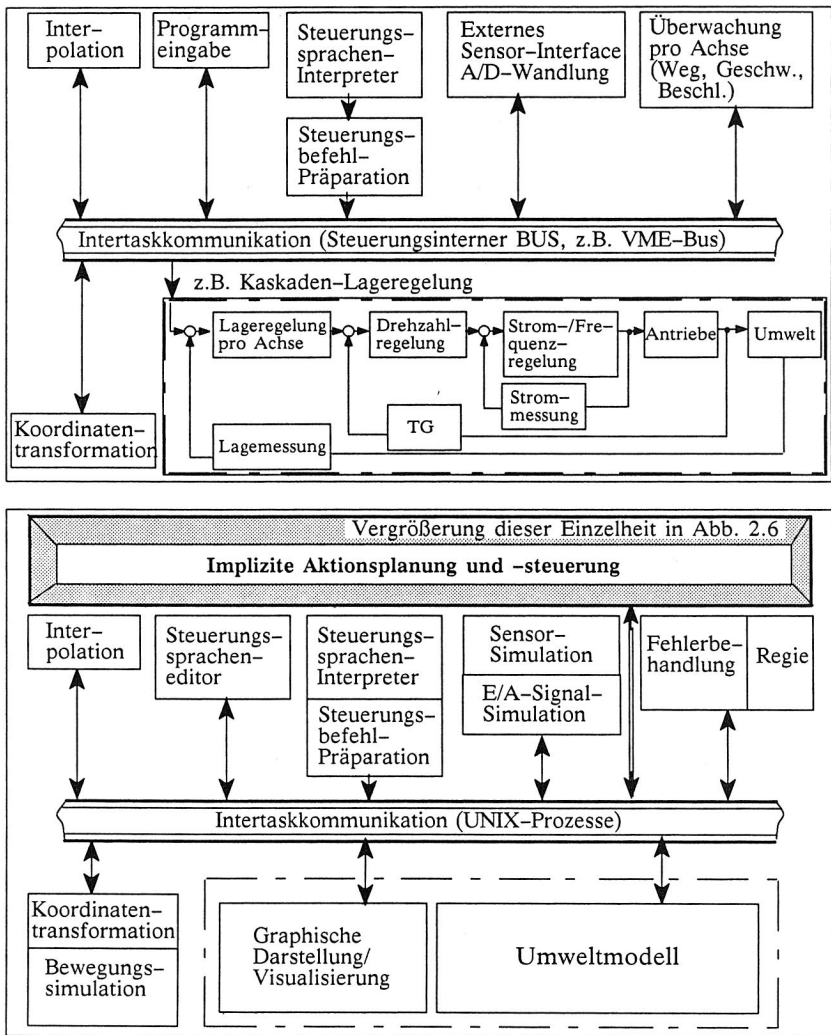 Inter-
polation
Programm-
eingabe
Steuerungs-
sprachen-
Interpreter
Externes
Sensor-Interface
A/D-Wandlung
Überwachung
pro Achse
(Weg, Geschw.,
Beschl.)
Steuerungs-
befehl-
Präparation
Intertaskkommunikation (Steuerungsinterner BUS, z.B. VME-Bus)
z.B. Kaskaden-Lageregelung
Lageregelung
pro Achse
Drehzahl-
regelung
Strom-/Fre-
quenz-
regelung
Antriebe
Umwelt
Strom-
messung
TG
Lagemessung
Koordinaten-
transformation
Vergrößerung dieser Einzelheit in Abb. 2.6
Implizite Aktionsplanung und -steuerung
Inter-
polation
Steuerungs-
sprachen-
editor
Steuerungs-
sprachen-
Interpreter
Steuerungs-
befehl-
Präparation
Sensor-
Simulation
E/A-Signal-
Simulation
Fehlerbe-
handlung
Regie
Intertaskkommunikation (UNIX-Prozesse)
Koordinaten-
transformation
Bewegungs-
simulation
Graphische
Darstellung/
Visualisierung
Umweltmodell